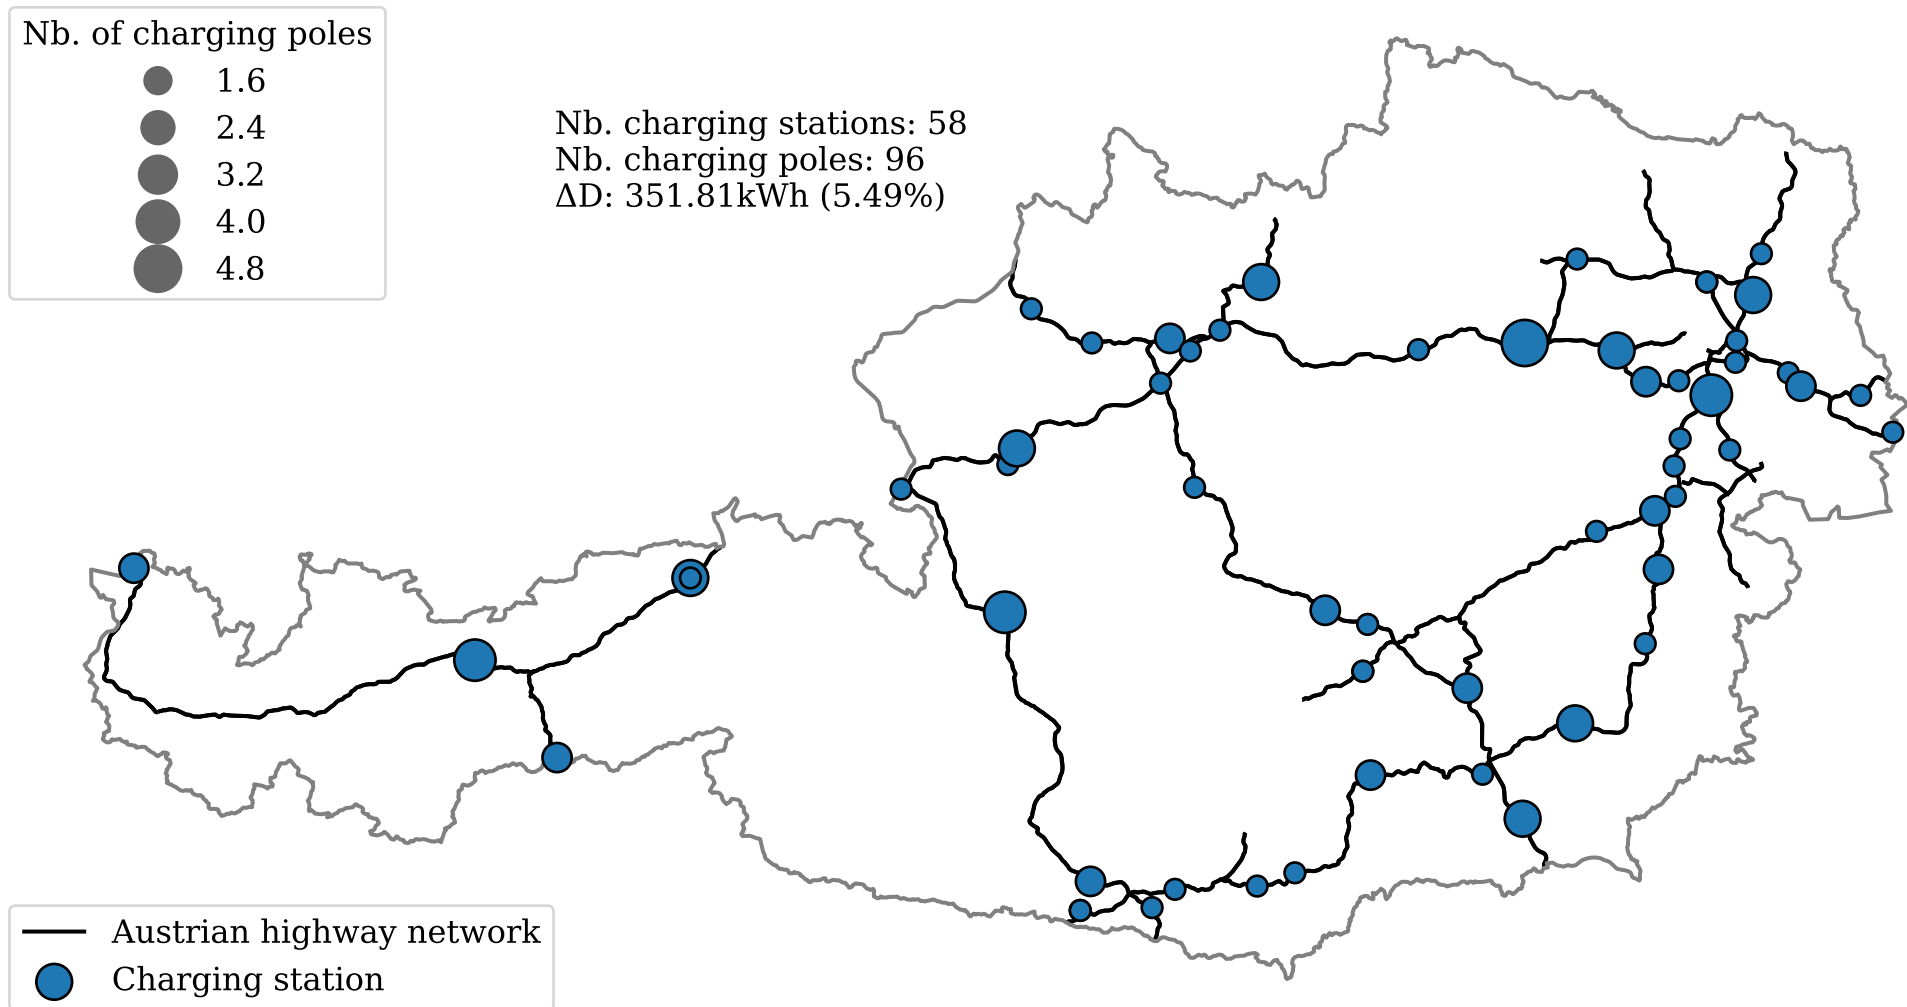 Nb. of charging poles
1.6
2.4
3.2
4.0
4.8
Nb. charging stations: 58
Nb. charging poles: 96
ΔD: 351.81kWh (5.49%)
Austrian highway network
Charging station